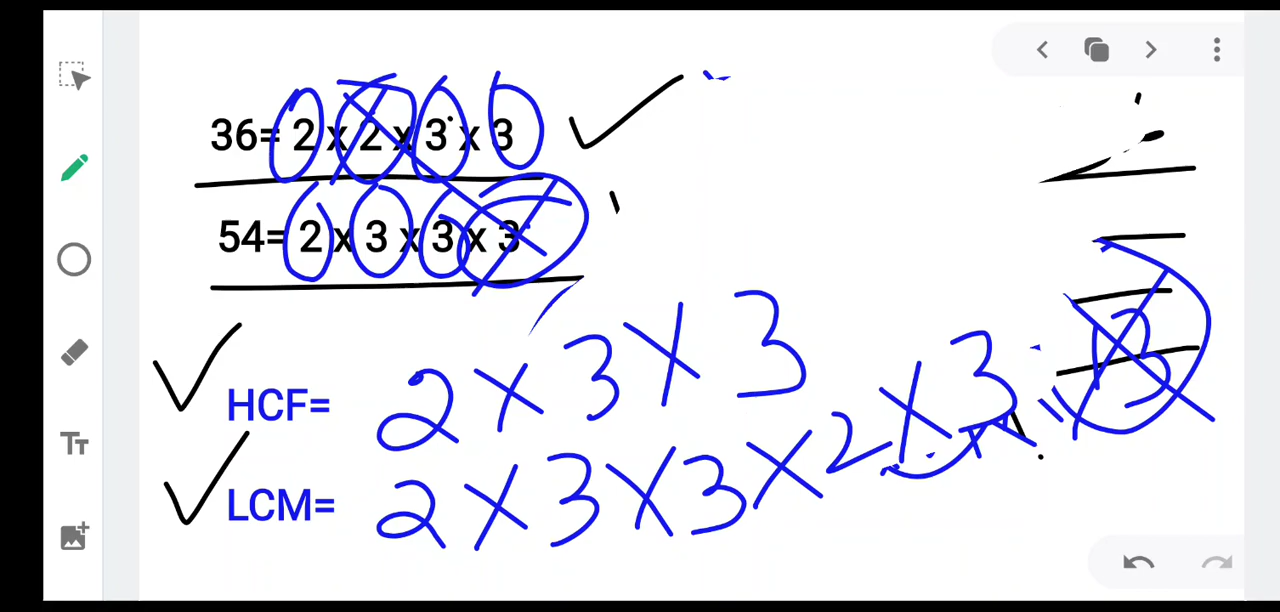 36= 2 x 2 x 3 x 3
54= 2 x 3 x 3 x 3
HCF= 2 x 3 x 3
LCM= 2 x 3 x 3 x 2 x 3
TT